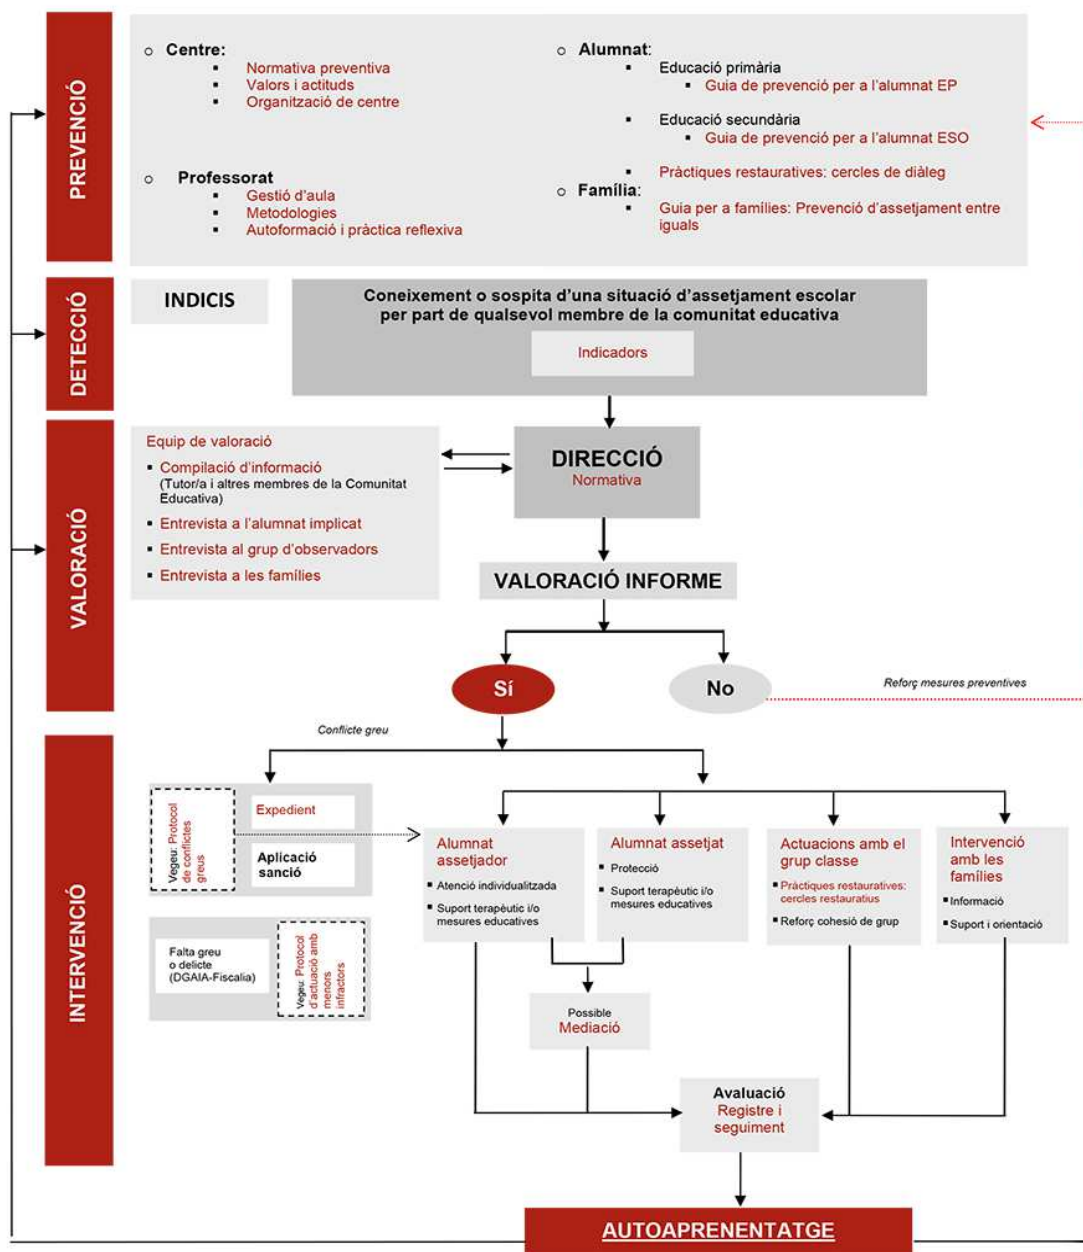 PREVENCIÓ
Centre:
Normativa preventiva
Valors i actituds
Organització de centre
Professorat
Gestió d'aula
Metodologies
Autoformació i pràctica reflexiva
Alumnat:
Educació primària
Guia de prevenció per a l'alumnat EP
Educació secundària
Guia de prevenció per a l'alumnat ESO
Pràctiques restauratives: cercles de diàleg
Família:
Guia per a famílies: Prevenció d'assetjament entre
iguals
DETECCIÓ
INDICIS
Coneixement o sospita d'una situació d'assetjament escolar
per part de qualsevol membre de la comunitat educativa
Indicadors
VALORACIÓ
Equip de valoració
Compilació d'informació
(Tutor/a i altres membres de la Comunitat
Educativa)
Entrevista a l'alumnat implicat
Entrevista al grup d'observadors
Entrevista a les famílies
DIRECCIÓ
Normativa
VALORACIÓ INFORME
Sí
No
Reforç mesures preventives
INTERVENCIÓ
Conflicte greu
Vegeu: Protocol
de conflictes
greus
Expedient
Aplicació
sanció
Falta greu
o delicte
(DGAIA-Fiscalia)
Vegeu: Protocol
d'actuació amb
menors
infractors
Alumnat
assetjador
Atenció individualitzada
Suport terapèutic i/o
mesures educatives
Alumnat assetjat
Protecció
Suport terapèutic i/o
mesures educatives
Actuacions amb el
grup classe
Pràctiques restauratives:
cercles restauratius
Reforç cohesió de grup
Intervenció
amb les
famílies
Informació
Suport i orientació
Possible
Mediació
Avaluació
Registre i
seguiment
AUTOAPRENENTATGE